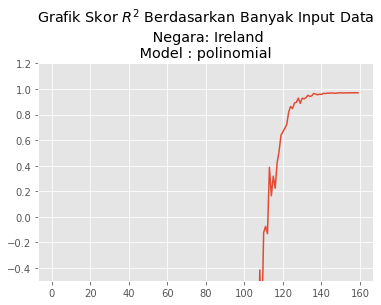 Grafik Skor R² Berdasarkan Banyak Input Data
Negara: Ireland
Model : polinomial
1.2
1.0
0.8
0.6
0.4
0.2
0.0
−0.2
−0.4
0 20 40 60 80 100 120 140 160